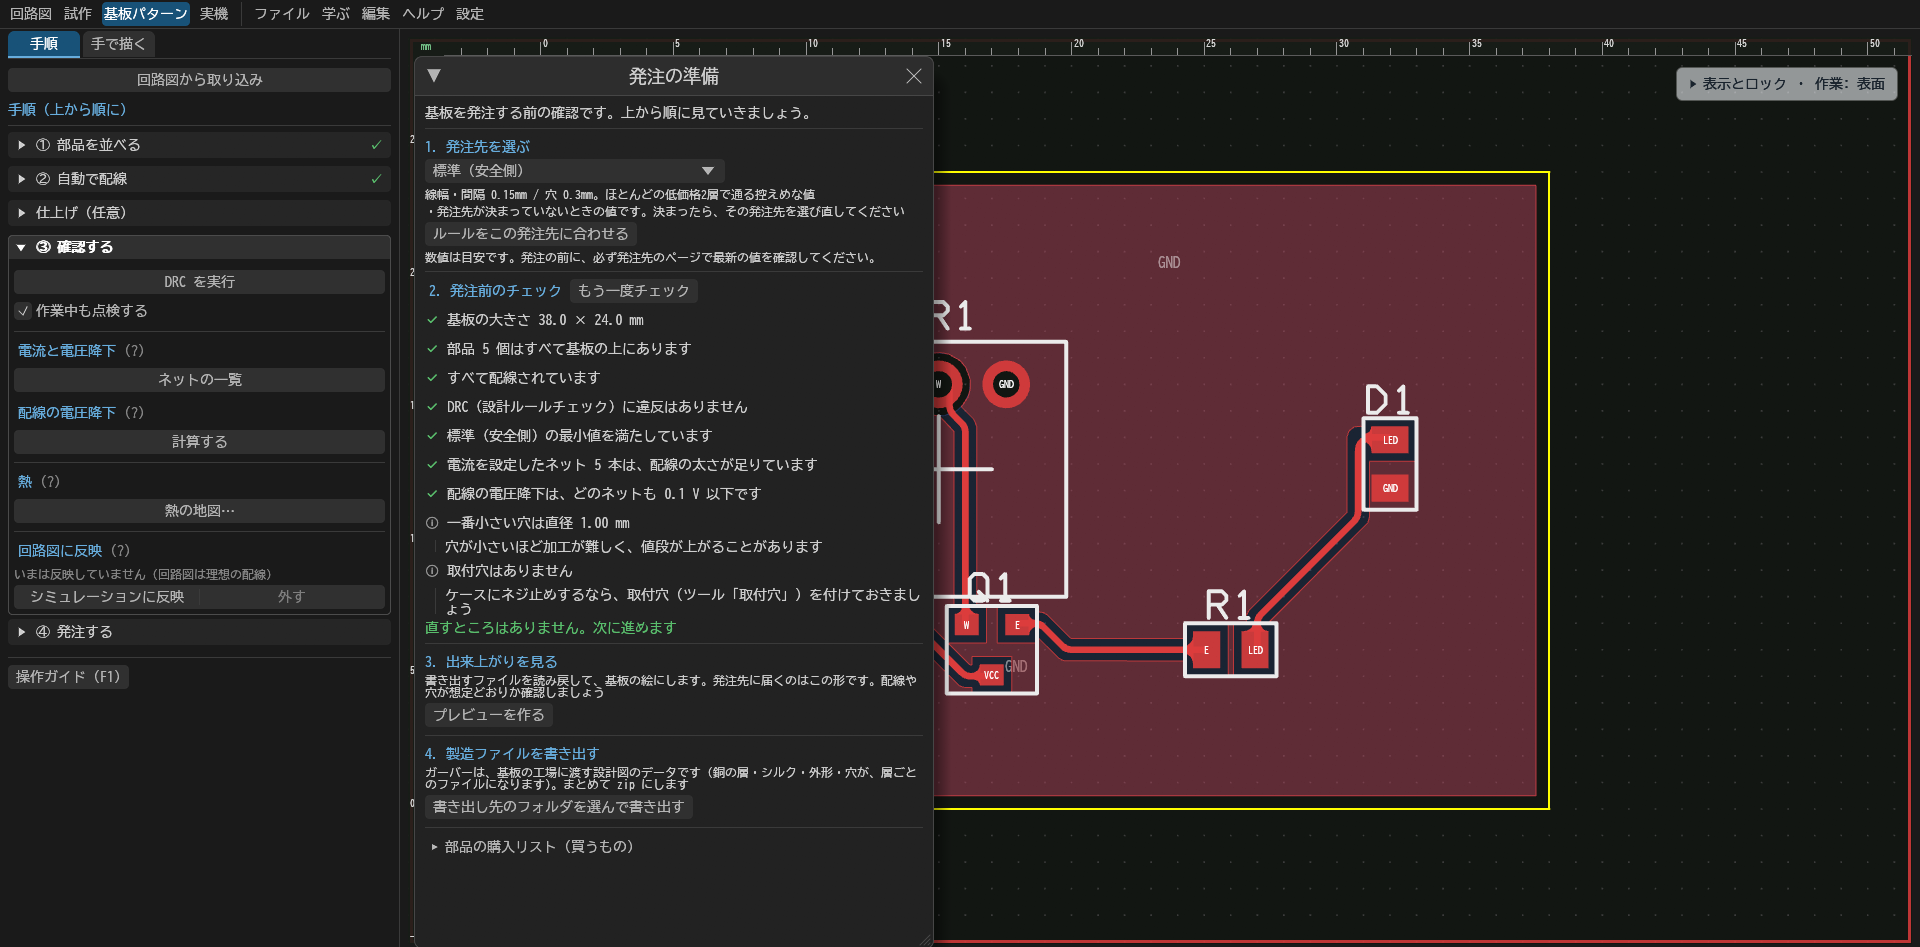 回路図 試作 基板パターン 実機 ファイル 学ぶ 編集 ヘルプ 設定
手順 手で描く
回路図から取り込み
手順（上から順に）
▶ ① 部品を並べる ✓
▶ ② 自動で配線 ✓
▶ 仕上げ（任意）
▼ ③ 確認する
DRC を実行
✓ 作業中も点検する
電流と電圧降下 (?)
ネットの一覧
配線の電圧降下 (?)
計算する
熱 (?)
熱の地図…
回路図に反映 (?)
いまは反映していません（回路図は理想の配線）
シミュレーションに反映 外す
▶ ④ 発注する
操作ガイド（F1）
mm 0 5 10 15 20 25 30 35 40 45 50
▼ 発注の準備
基板を発注する前の確認です。上から順に見ていきましょう。
1. 発注先を選ぶ
標準（安全側） ▼
線幅・間隔 0.15mm / 穴 0.3mm。ほとんどの低価格2層で通る控えめな値
・発注先が決まっていないときの値です。決まったら、その発注先を選び直してください
ルールをこの発注先に合わせる
数値は目安です。発注の前に、必ず発注先のページで最新の値を確認してください。
2. 発注前のチェック もう一度チェック
✓ 基板の大きさ 38.0 × 24.0 mm
✓ 部品 5 個はすべて基板の上にあります
✓ すべて配線されています
✓ DRC（設計ルールチェック）に違反はありません
✓ 標準（安全側）の最小値を満たしています
✓ 電流を設定したネット 5 本は、配線の太さが足りています
✓ 配線の電圧降下は、どのネットも 0.1 V 以下です
ⓘ 一番小さい穴は直径 1.00 mm
穴が小さいほど加工が難しく、値段が上がることがあります
ⓘ 取付穴はありません
ケースにネジ止めするなら、取付穴（ツール「取付穴」）を付けておきまし
ょう
直すところはありません。次に進めます
3. 出来上がりを見る
書き出すファイルを読み戻して、基板の絵にします。発注先に届くのはこの形です。配線や
穴が想定どおりか確認しましょう
プレビューを作る
4. 製造ファイルを書き出す
ガーバーは、基板の工場に渡す設計図のデータです（銅の層・シルク・外形・穴が、層ごと
のファイルになります）。まとめて zip にします
書き出し先のフォルダを選んで書き出す
▶ 部品の購入リスト（買うもの）
▶ 表示とロック ・ 作業: 表面
GND
R1
W
GND
D1
LED
GND
Q1
W
E
VCC
GND
R1
E
LED